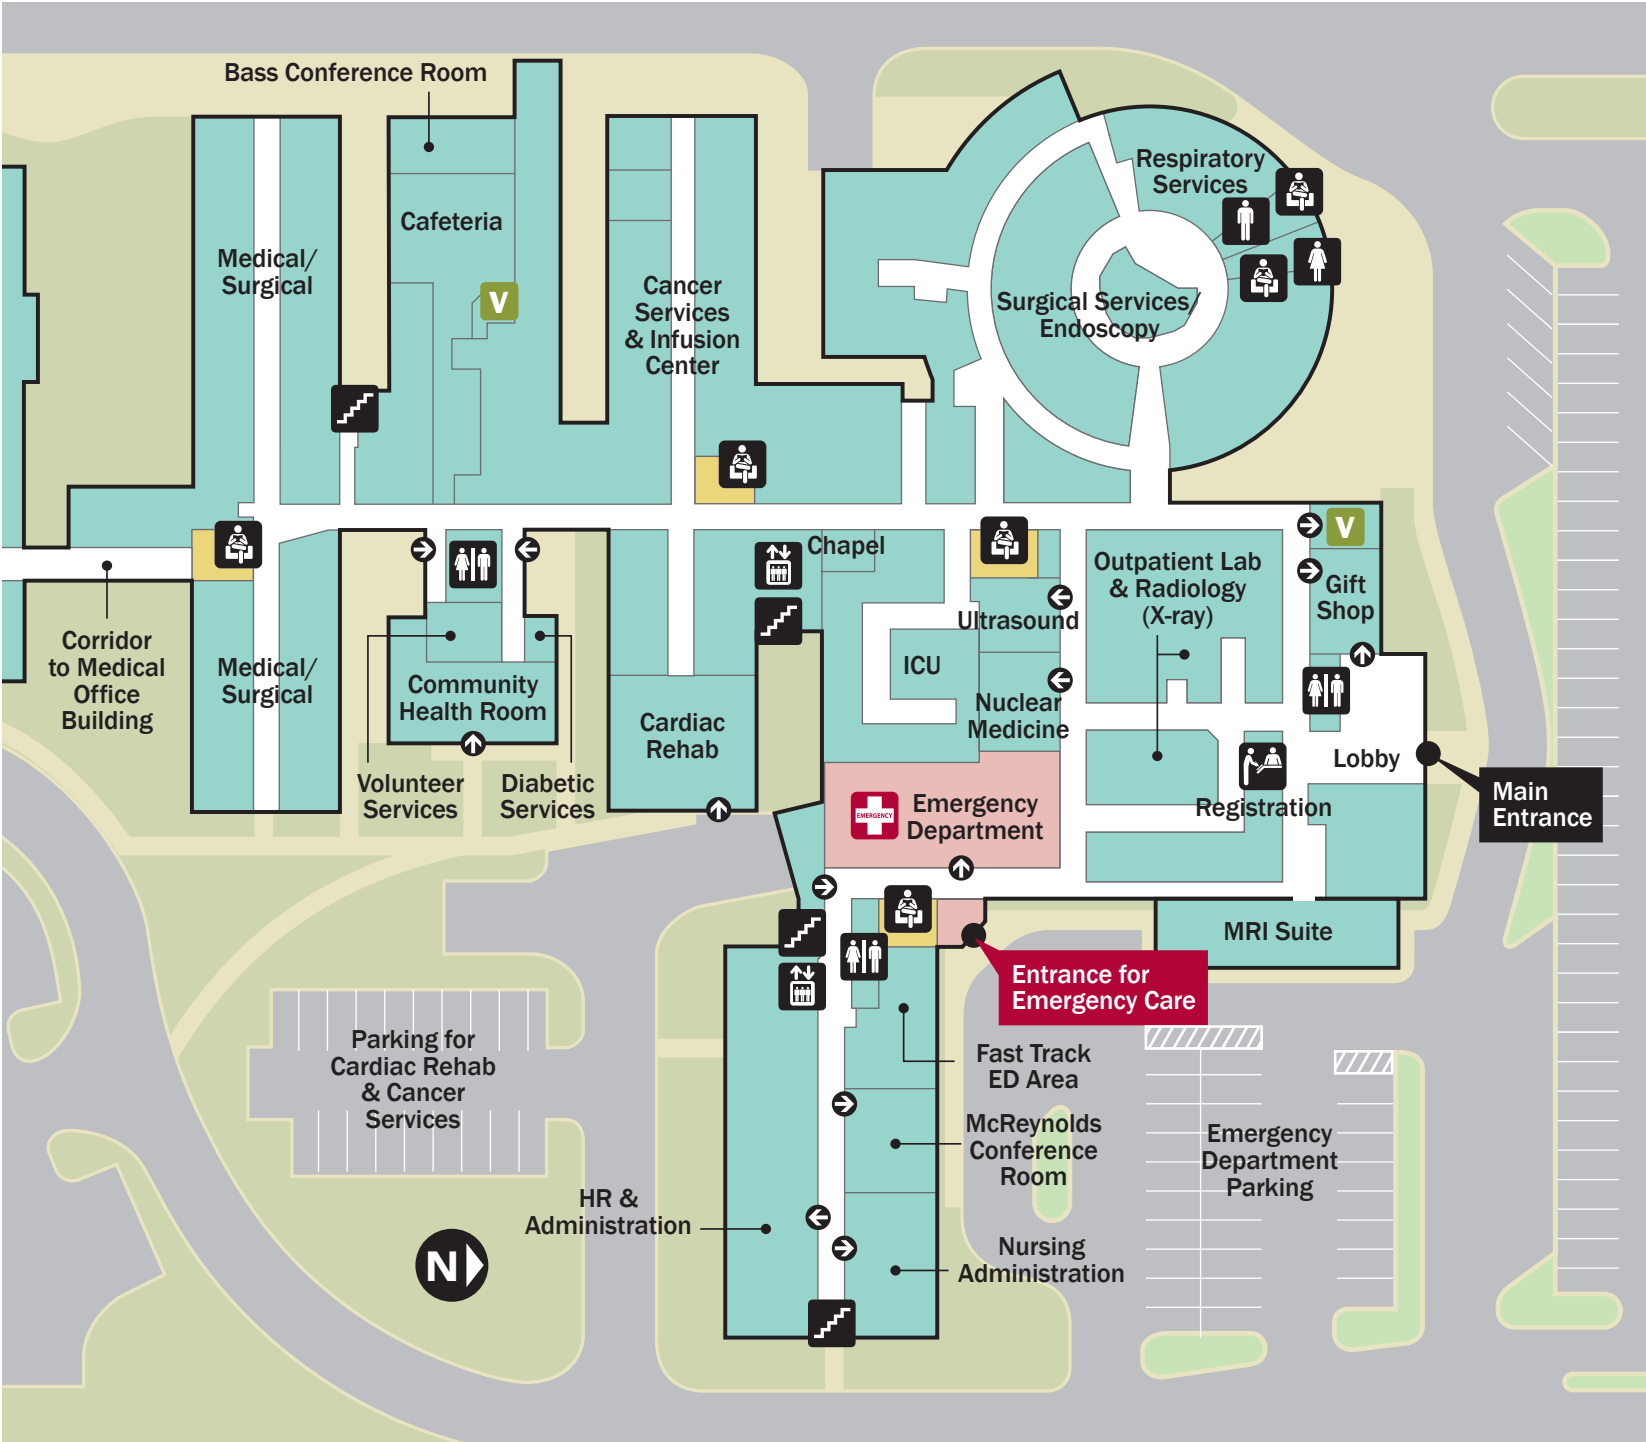 Bass Conference Room
Respiratory
Services
Cafeteria
Medical/
Surgical
V
Cancer
Services
& Infusion
Center
Surgical Services/
Endoscopy
Chapel
V
Outpatient Lab
& Radiology
(X-ray)
Gift
Shop
Ultrasound
Corridor
to Medical
Office
Building
Medical/
Surgical
Community
Health Room
ICU
Nuclear
Medicine
Cardiac
Rehab
Lobby
Volunteer
Services
Diabetic
Services
EMERGENCY
Emergency
Department
Registration
Main
Entrance
MRI Suite
Entrance for
Emergency Care
Parking for
Cardiac Rehab
& Cancer
Services
Fast Track
ED Area
McReynolds
Conference
Room
Emergency
Department
Parking
HR &
Administration
Nursing
Administration
N